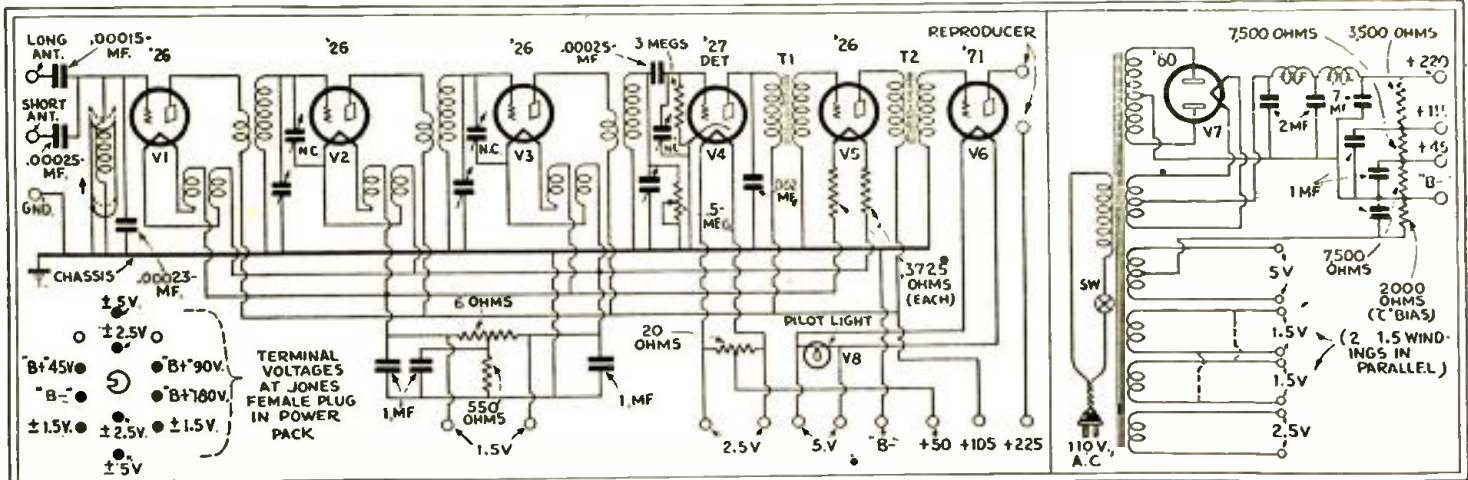 LONG
ANT.
.00015-
MF.
'26
'26
'26
.00025-
MF
3 MEGS
'27
DET
T1
'26
T2
'71
REPRODUCER
SHORT
ANT.
.00025-
MF.
GND.
V1
N.C
V2
N.C
V3
N.C
V4
V5
V6
.5-
MEG
CHASSIS
.00023-
MF.
.3725
OHMS
(EACH)
6 OHMS
20
OHMS
PILOT LIGHT
V8
1, MF
550
OHMS
1, MF
1.5V
2.5V
5.V
"B-"
+50
+105
+225
± 5V.
± 2.5V.
"B+"45V
"B+"90V.
"B-"
"B+"180V.
± 1.5V.
± 2.5V.
± 1.5V.
± 5V
TERMINAL
VOLTAGES
AT JONES
FEMALE PLUG
IN POWER
PACK
'80
V7
7,500 OHMS
3,500 OHMS
+220
2MF
7-
MF
+45
"B-"
1 MF
7,500
OHMS
2000
OHMS
("C" BIAS)
SW
110 V.,
A.C
5V
1.5V
1.5V
2.5V
(2 1.5 WIND-
INGS IN
PARALLEL)